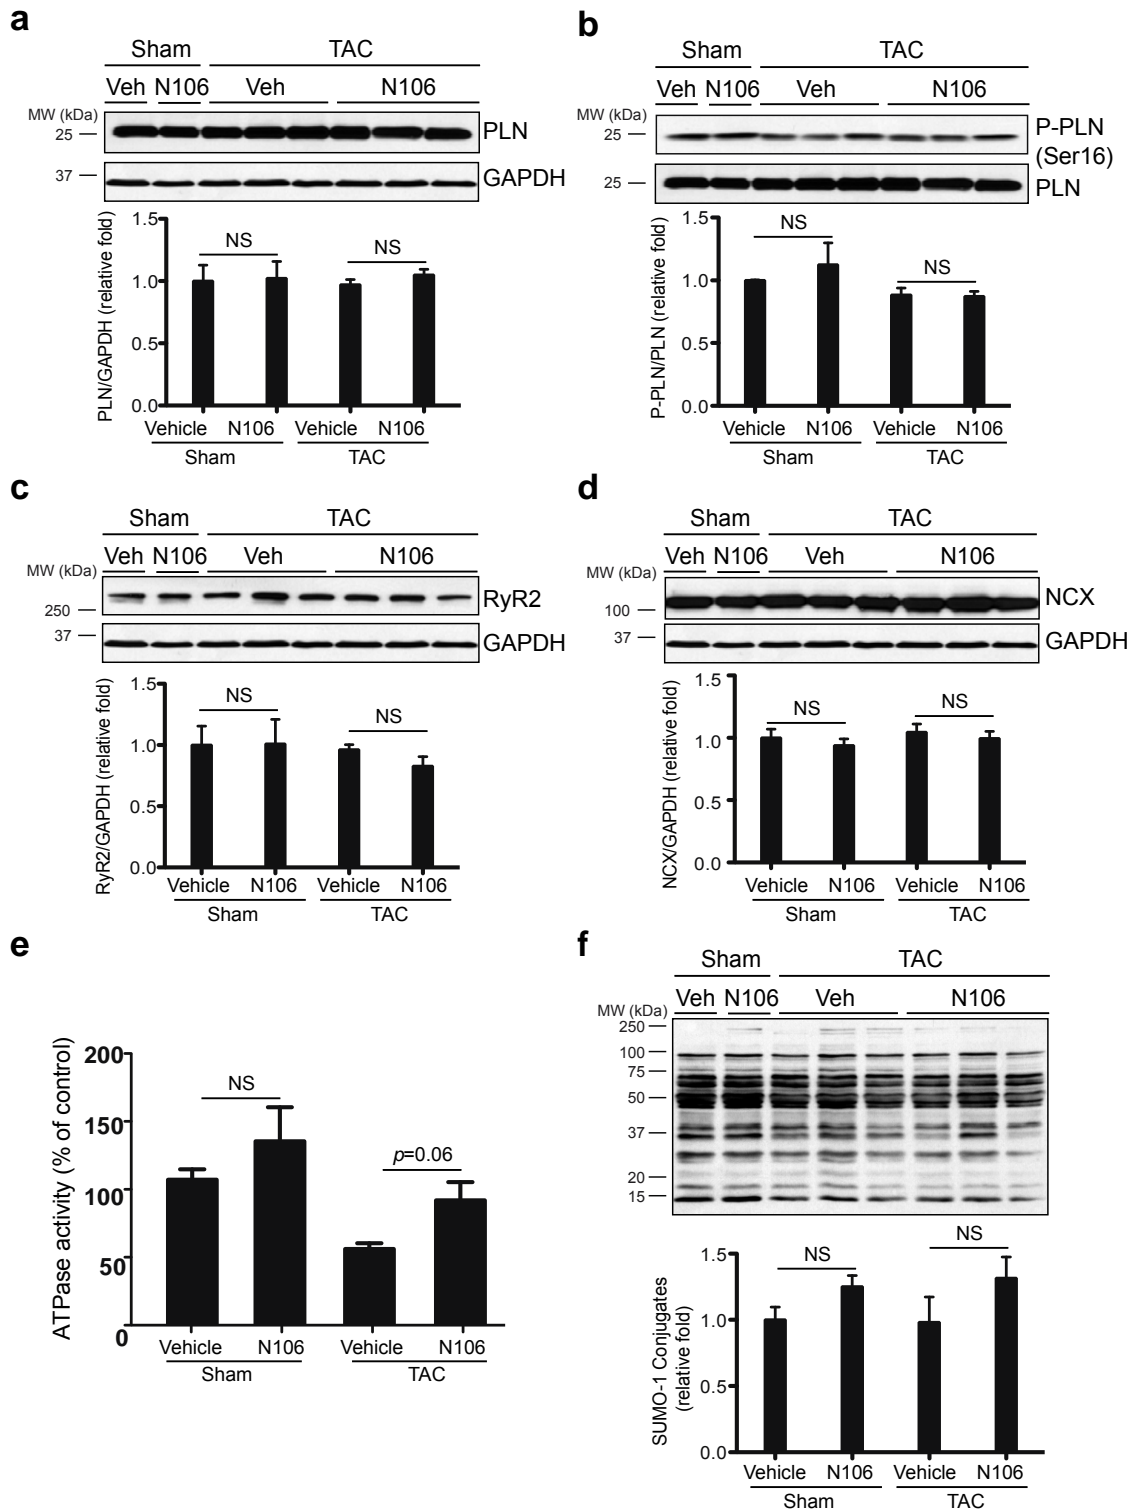 a
Sham TAC
Veh N106 Veh N106
MW (kDa)
25 PLN
37 GAPDH
PLN/GAPDH (relative fold)
1.5
1.0
0.5
0.0
NS NS
Vehicle N106 Vehicle N106
Sham TAC
b
Sham TAC
Veh N106 Veh N106
MW (kDa)
25 P-PLN
(Ser16)
25 PLN
P-PLN/PLN (relative fold)
1.5
1.0
0.5
0.0
NS NS
Vehicle N106 Vehicle N106
Sham TAC
c
Sham TAC
Veh N106 Veh N106
MW (kDa)
250 RyR2
37 GAPDH
RyR2/GAPDH (relative fold)
1.5
1.0
0.5
0.0
NS NS
Vehicle N106 Vehicle N106
Sham TAC
d
Sham TAC
Veh N106 Veh N106
MW (kDa)
100 NCX
37 GAPDH
NCX/GAPDH (relative fold)
1.5
1.0
0.5
0.0
NS NS
Vehicle N106 Vehicle N106
Sham TAC
e
ATPase activity (% of control)
200
150
100
50
0
NS p=0.06
Vehicle N106 Vehicle N106
Sham TAC
f
Sham TAC
Veh N106 Veh N106
MW (kDa)
250
100
75
50
37
20
15
SUMO-1 Conjugates
(relative fold)
1.5
1.0
0.5
0.0
NS NS
Vehicle N106 Vehicle N106
Sham TAC